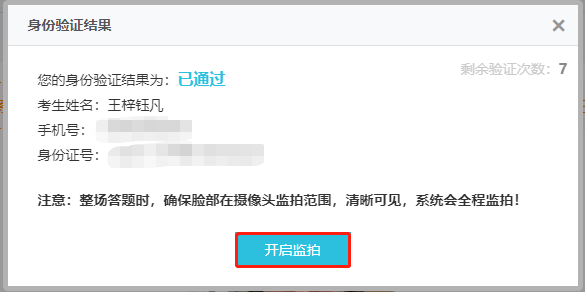 身份验证结果
剩余验证次数：7
您的身份验证结果为：已通过
考生姓名：王梓钰凡
手机号：
身份证号：
注意：整场答题时，确保脸部在摄像头监拍范围，清晰可见，系统会全程监拍！
开启监拍